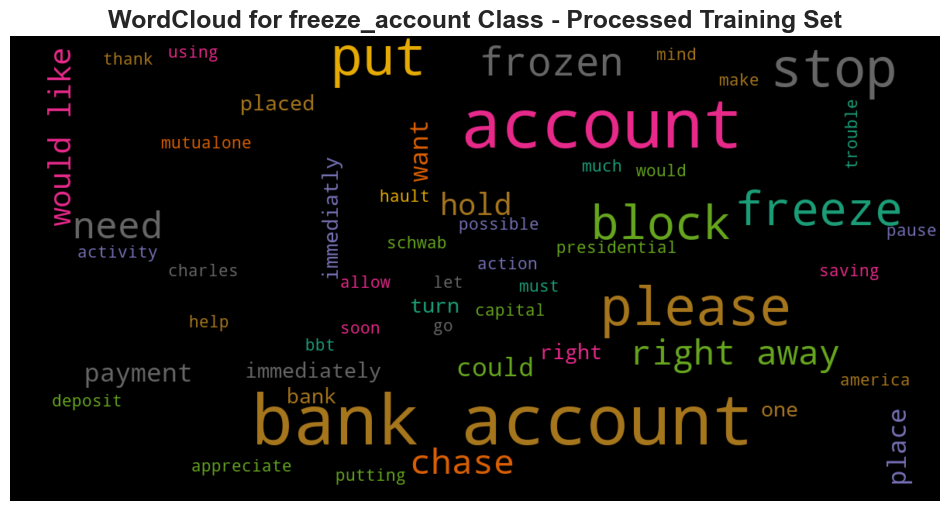 WordCloud for freeze_account Class - Processed Training Set
put
frozen
stop
thank
using
mind
make
would like
placed
account
trouble
mutualone
want
much
would
immediatly
hault
hold
block
freeze
need
possible
pause
schwab
presidential
activity
charles
action
saving
allow
let
must
please
turn
capital
help
soon
go
bbt
right
right away
payment
immediately
could
america
deposit
bank
bank account
one
place
chase
appreciate
putting